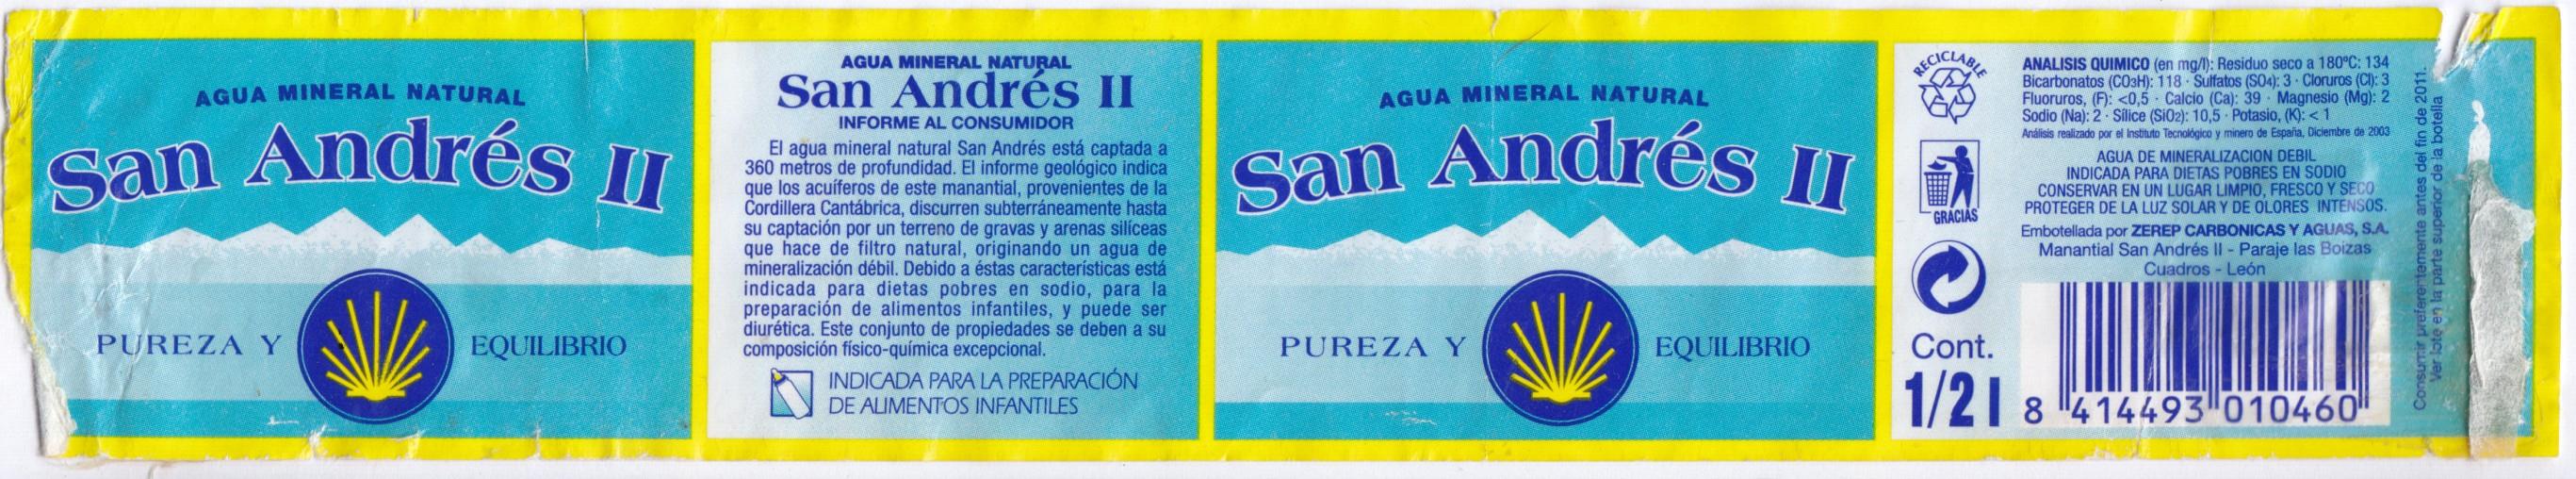 AGUA MINERAL NATURAL
San Andrés II
PUREZA Y EQUILIBRIO
AGUA MINERAL NATURAL
San Andrés II
INFORME AL CONSUMIDOR
El agua mineral natural San Andrés está captada a
360 metros de profundidad. El informe geológico indica
que los acuíferos de este manantial, provenientes de la
Cordillera Cantábrica, discurren subterráneamente hasta
su captación por un terreno de gravas y arenas silíceas
que hace de filtro natural, originando un agua de
mineralización débil. Debido a éstas características está
indicada para dietas pobres en sodio, para la
preparación de alimentos infantiles, y puede ser
diurética. Este conjunto de propiedades se deben a su
composición físico-química excepcional.
INDICADA PARA LA PREPARACIÓN
DE ALIMENTOS INFANTILES
AGUA MINERAL NATURAL
San Andrés II
PUREZA Y EQUILIBRIO
RECICLABLE
GRACIAS
Cont.
1/2 l
ANALISIS QUIMICO (en mg/l): Residuo seco a 180ºC: 134
Bicarbonatos (CO3H): 118 · Sulfatos (SO4): 3 · Cloruros (Cl): 3
Fluoruros, (F): <0,5 · Calcio (Ca): 39 · Magnesio (Mg): 2
Sodio (Na): 2 · Sílice (SiO2): 10,5 · Potasio, (K): < 1
Análisis realizado por el Instituto Tecnológico y minero de España, Diciembre de 2003
AGUA DE MINERALIZACION DEBIL
INDICADA PARA DIETAS POBRES EN SODIO
CONSERVAR EN UN LUGAR LIMPIO, FRESCO Y SECO
PROTEGER DE LA LUZ SOLAR Y DE OLORES INTENSOS.
Embotellada por ZEREP CARBONICAS Y AGUAS, S.A.
Manantial San Andrés II - Paraje las Boizas
Cuadros - León
8 414493 010460
Consumir preferentemente antes del fin de 2011.
Ver lote en la parte superior de la botella